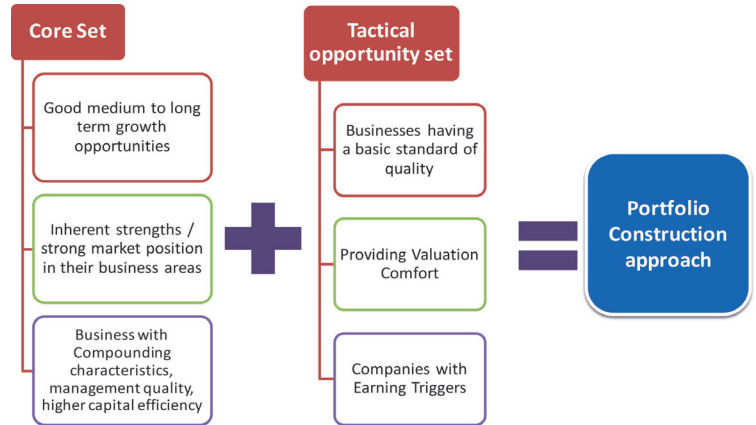 Core Set
Good medium to long
term growth
opportunities
Inherent strengths /
strong market position
in their business areas
Business with
Compounding
characteristics,
management quality,
higher capital efficiency
Tactical
opportunity set
Businesses having
a basic standard of
quality
Providing Valuation
Comfort
Companies with
Earning Triggers
Portfolio
Construction
approach